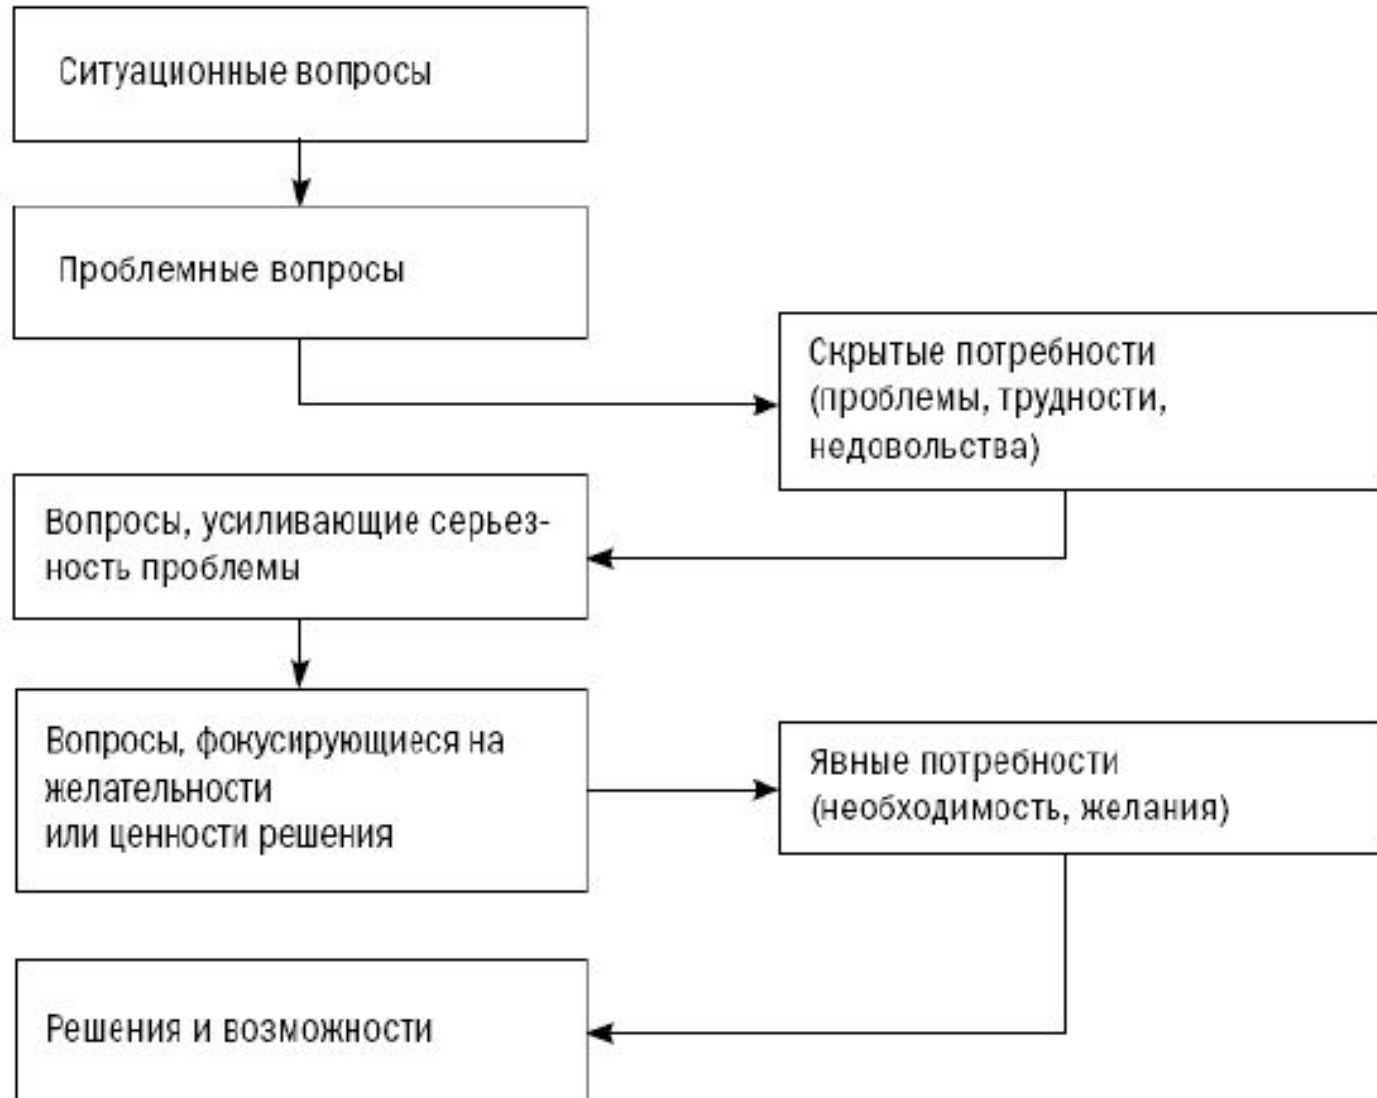 Ситуационные вопросы
Проблемные вопросы
Скрытые потребности
(проблемы, трудности,
недовольства)
Вопросы, усиливающие серьез-
ность проблемы
Вопросы, фокусирующиеся на
желательности
или ценности решения
Явные потребности
(необходимость, желания)
Решения и возможности